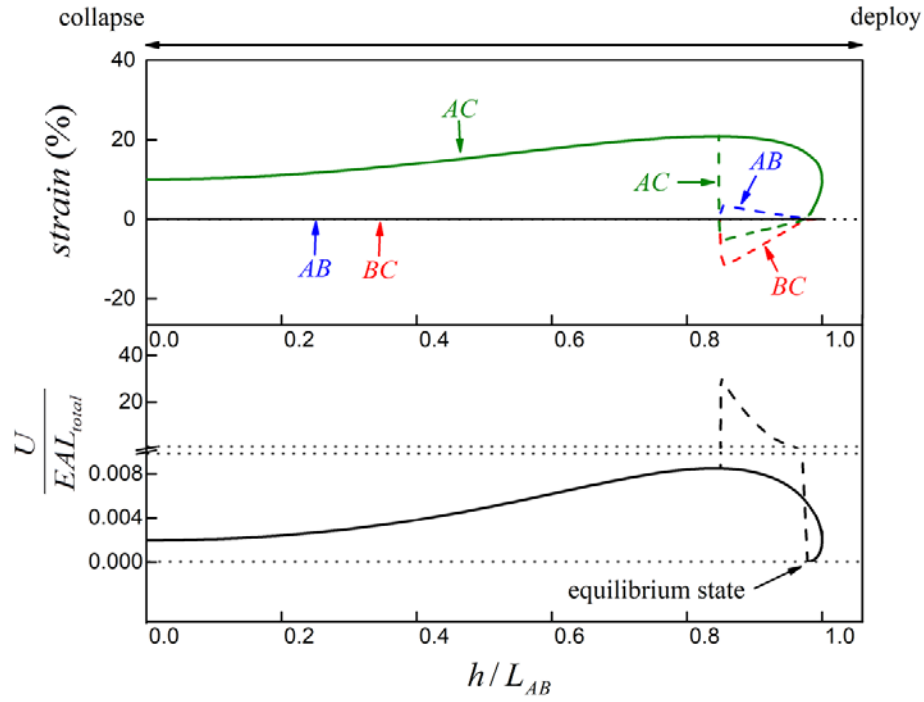 collapse
deploy
40
20
0
-20
strain (%)
AC
AC
AB
AB
BC
BC
0.0 0.2 0.4 0.6 0.8 1.0
40
20
0.008
0.004
0.000
U
EAL_total
equilibrium state
0.0 0.2 0.4 0.6 0.8 1.0
h / L_AB